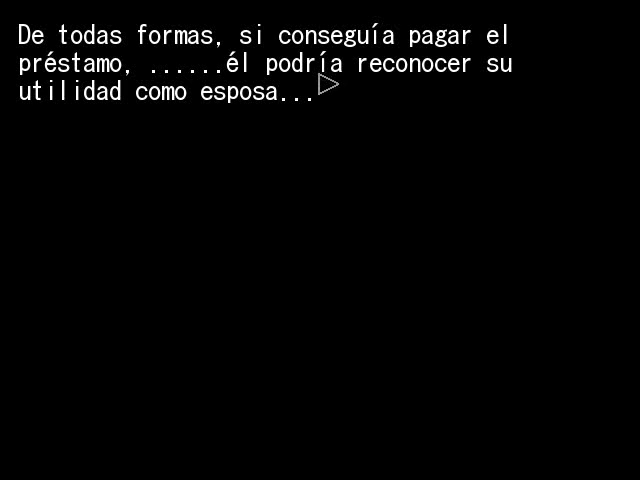 De todas formas, si conseguía pagar el
préstamo, ......él podría reconocer su
utilidad como esposa...